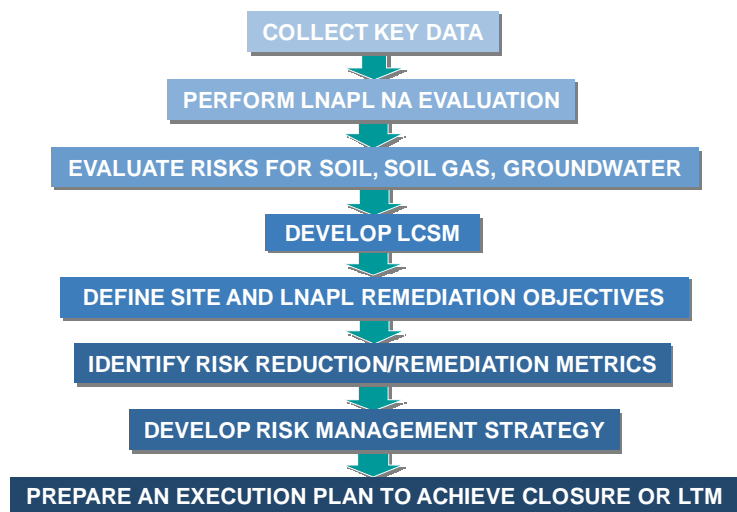 COLLECT KEY DATA
PERFORM LNAPL NA EVALUATION
EVALUATE RISKS FOR SOIL, SOIL GAS, GROUNDWATER
DEVELOP LCSM
DEFINE SITE AND LNAPL REMEDIATION OBJECTIVES
IDENTIFY RISK REDUCTION/REMEDIATION METRICS
DEVELOP RISK MANAGEMENT STRATEGY
PREPARE AN EXECUTION PLAN TO ACHIEVE CLOSURE OR LTM